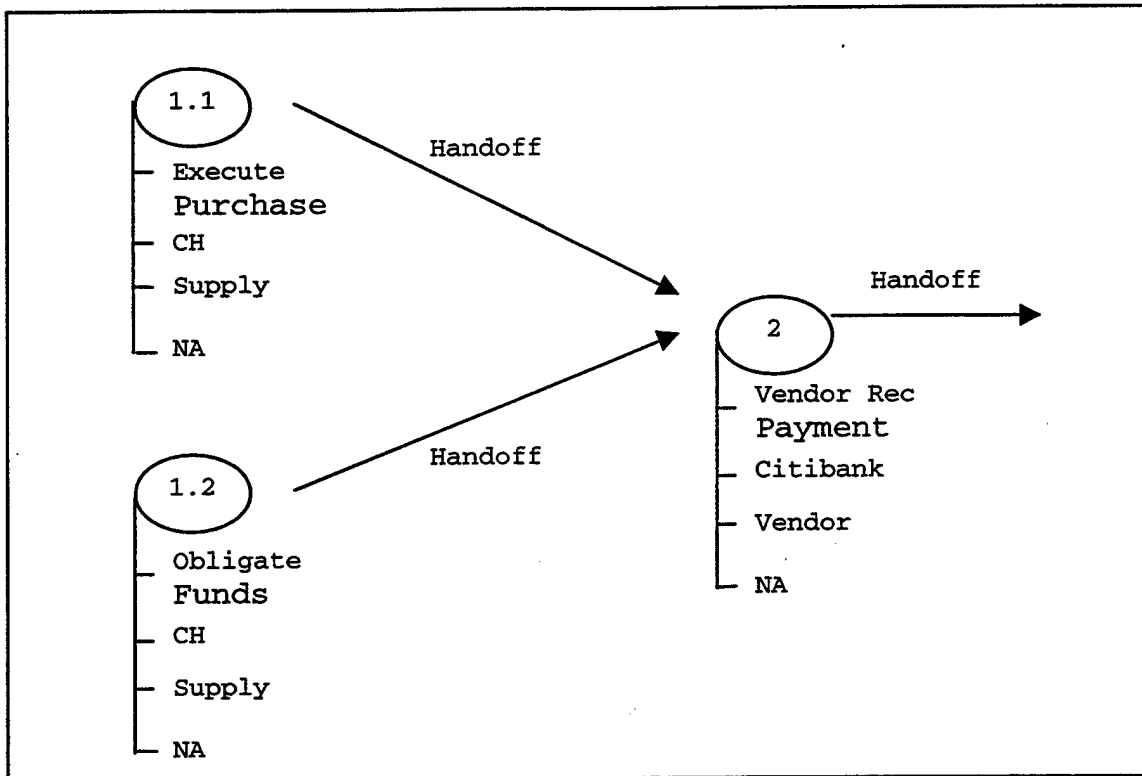 1.1
Execute
Purchase
CH
Supply
NA
Handoff
1.2
Obligate
Funds
CH
Supply
NA
Handoff
2
Vendor Rec
Payment
Citibank
Vendor
NA
Handoff